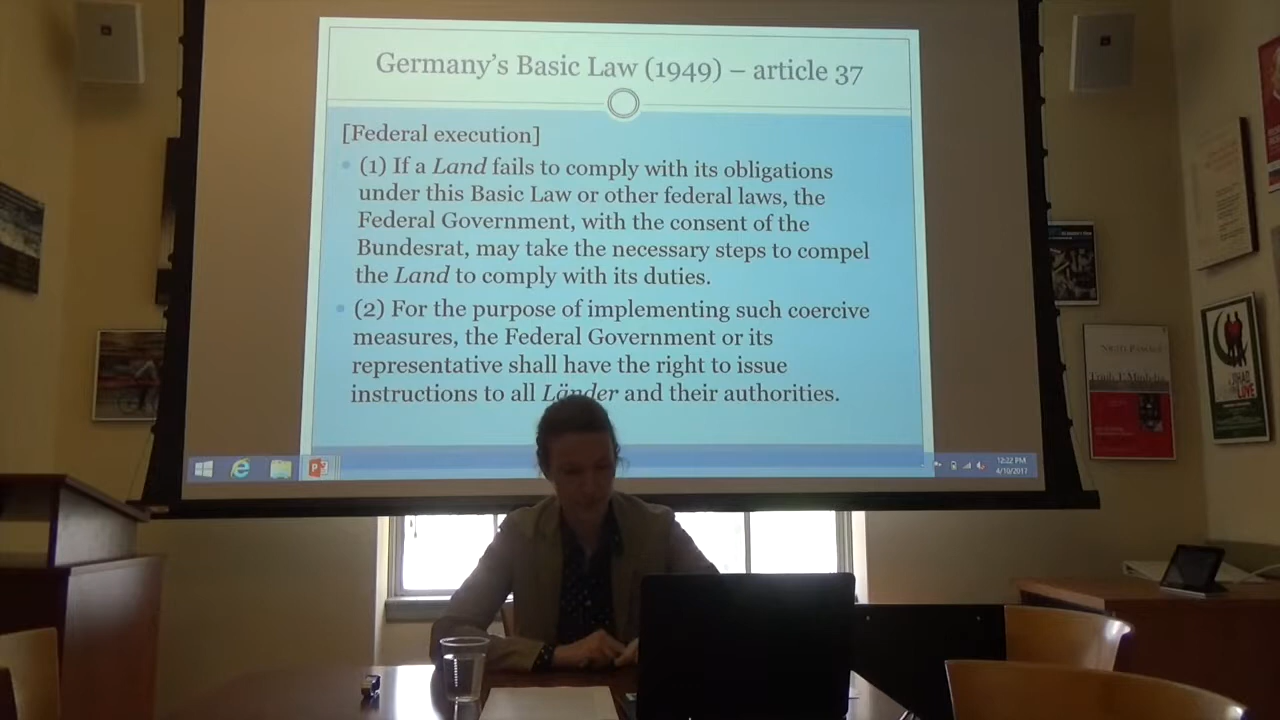 Germany's Basic Law (1949) – article 37
[Federal execution]
(1) If a Land fails to comply with its obligations
under this Basic Law or other federal laws, the
Federal Government, with the consent of the
Bundesrat, may take the necessary steps to compel
the Land to comply with its duties.
(2) For the purpose of implementing such coercive
measures, the Federal Government or its
representative shall have the right to issue
instructions to all Länder and their authorities.
12:22 PM
4/10/2017
JIHAD
LOVE